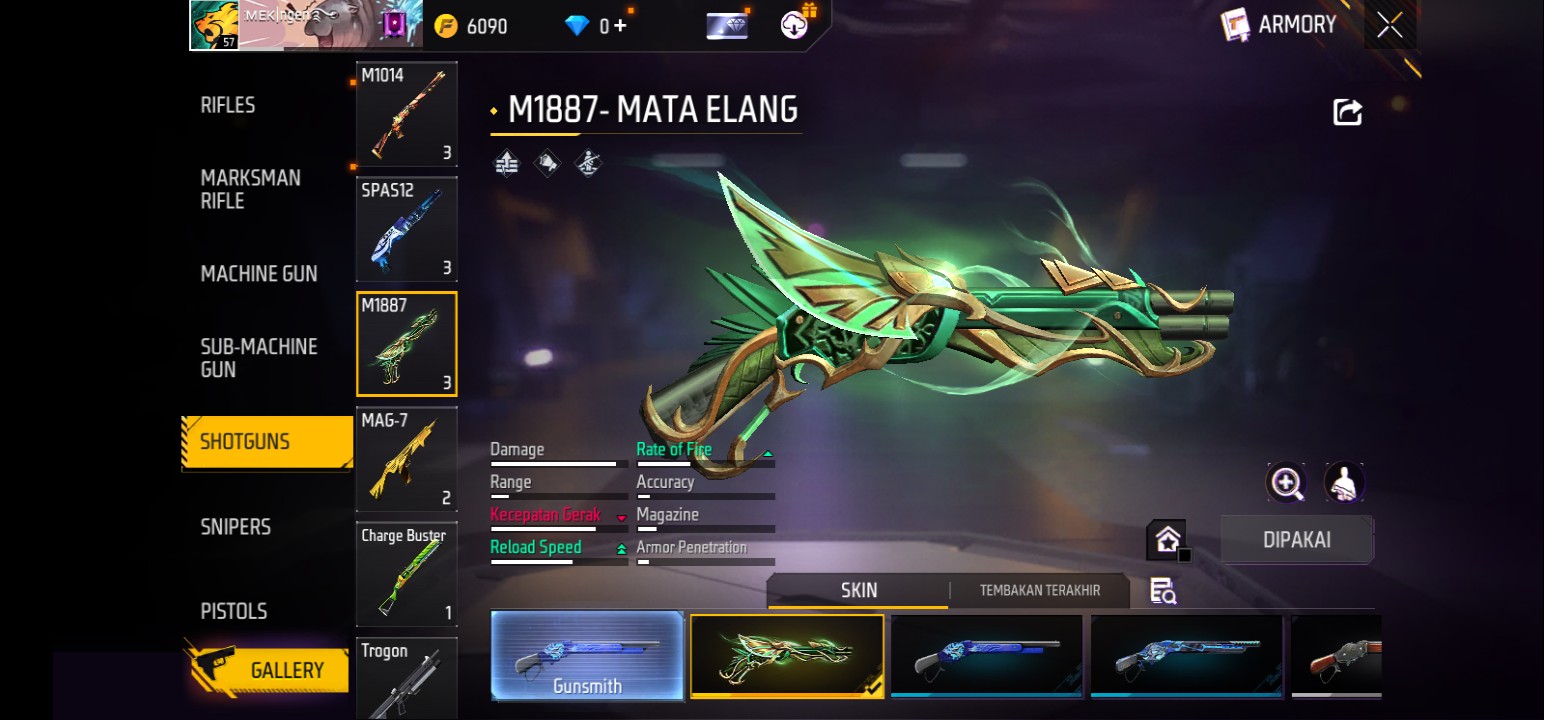 MEK|ngen
57
6090
0 +
ARMORY
RIFLES
MARKSMAN
RIFLE
MACHINE GUN
SUB-MACHINE
GUN
SHOTGUNS
SNIPERS
PISTOLS
GALLERY
M1014
3
SPAS12
3
M1887
3
MAG-7
2
Charge Buster
1
Trogon
M1887- MATA ELANG
Damage
Rate of Fire
Range
Accuracy
Kecepatan Gerak
Magazine
Reload Speed
Armor Penetration
DIPAKAI
SKIN
TEMBAKAN TERAKHIR
Gunsmith